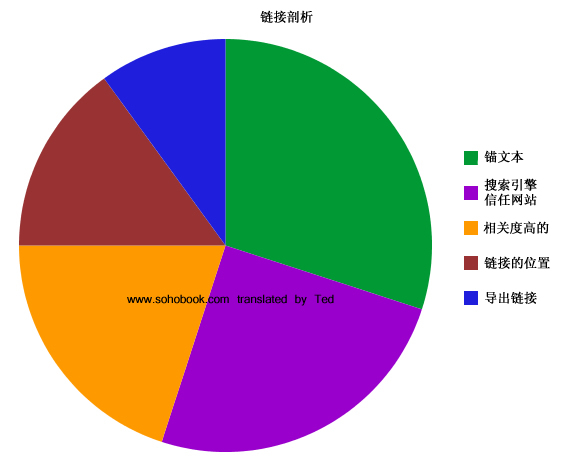 链接剖析
锚文本
搜索引擎
信任网站
相关度高的
链接的位置
导出链接
www.sohobook.com translated by Ted